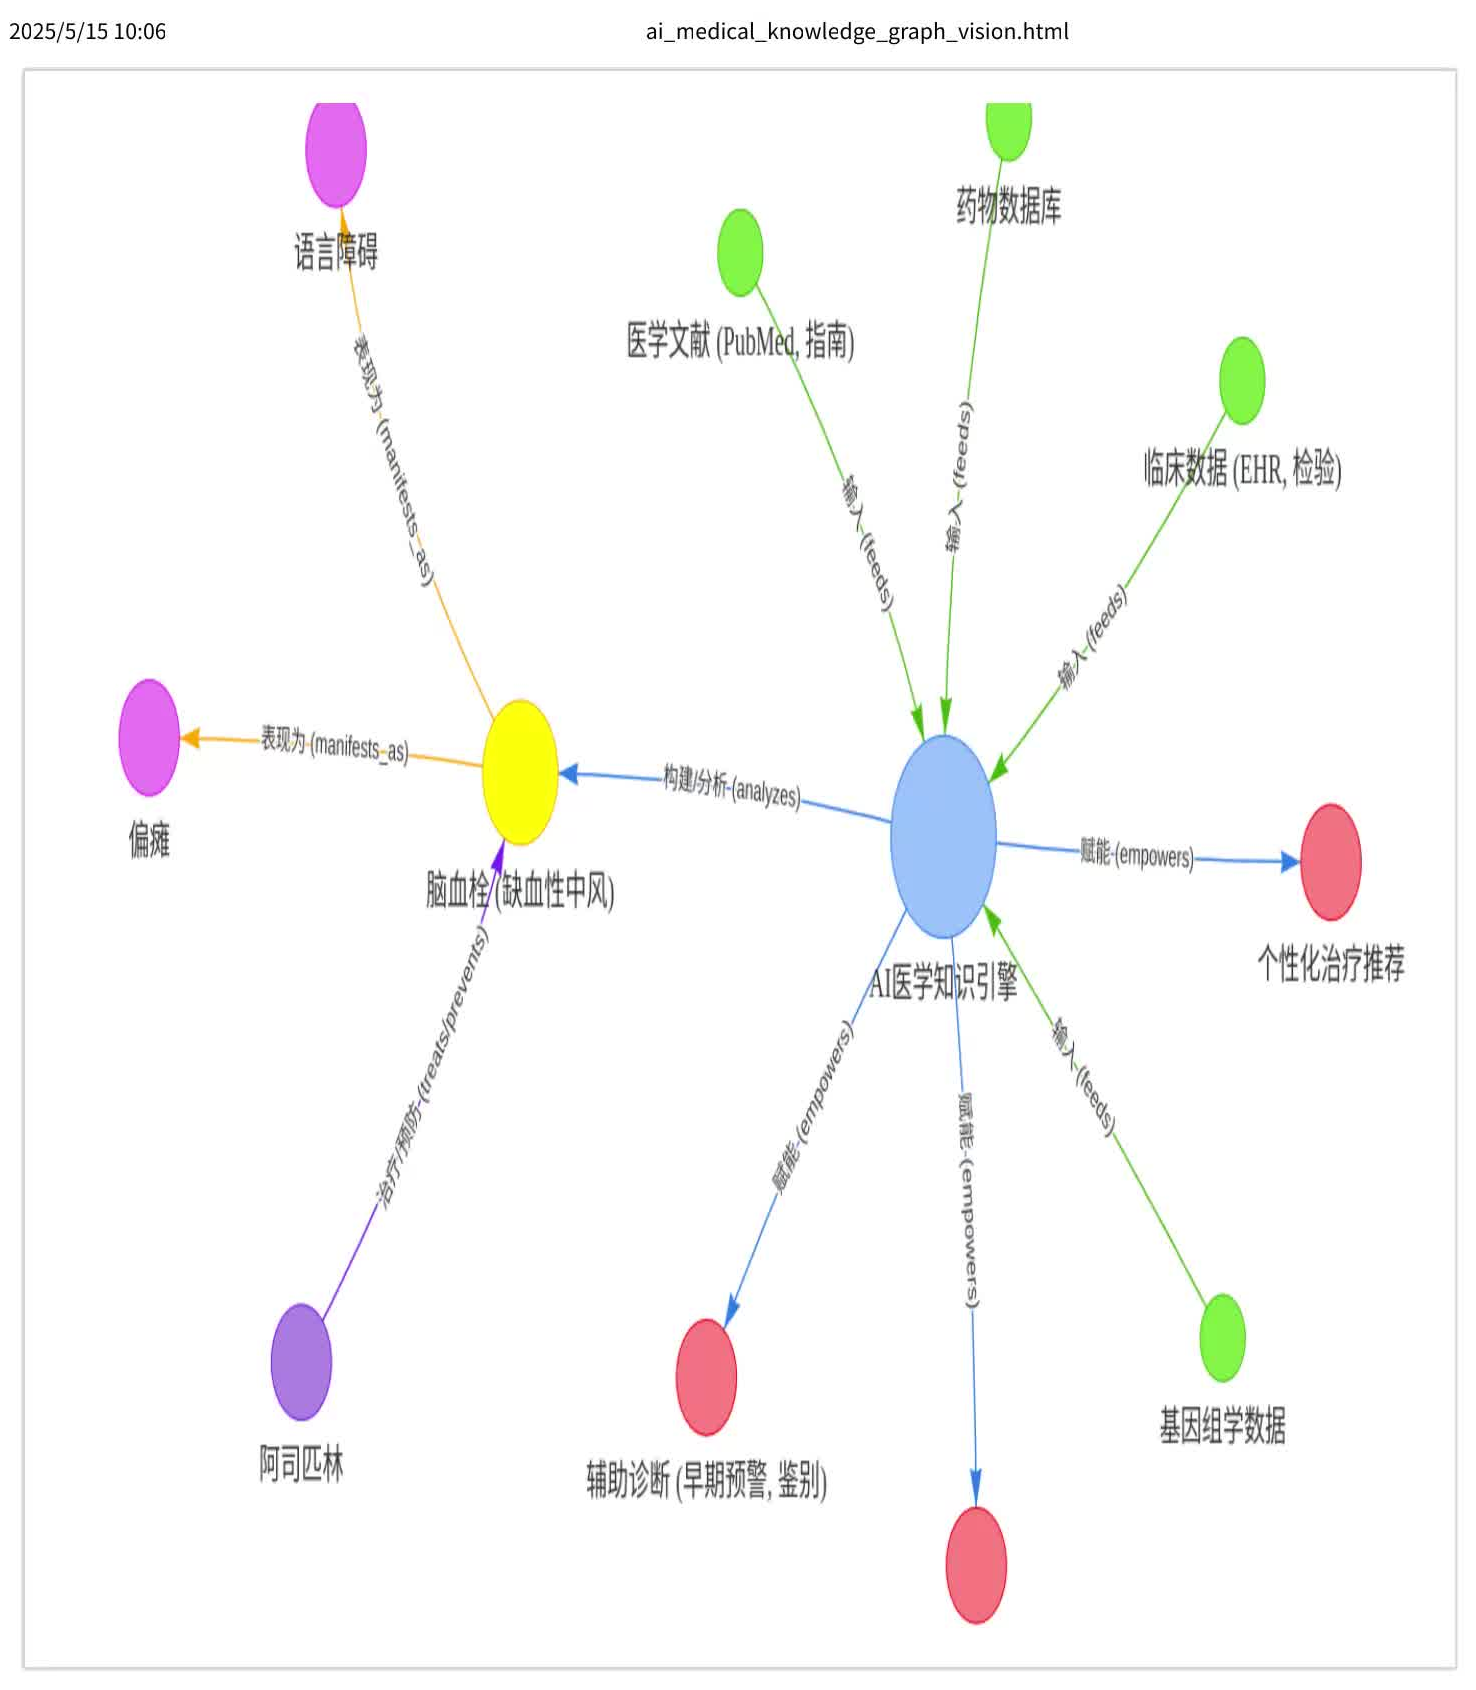 2025/5/15 10:06
ai_medical_knowledge_graph_vision.html
药物数据库
语言障碍
医学文献 (PubMed, 指南)
表现为 (manifests_as)
输入 (feeds)
临床数据 (EHR, 检验)
输入 (feeds)
输入 (feeds)
表现为 (manifests_as)
构建/分析 (analyzes)
偏瘫
脑血栓 (缺血性中风)
赋能 (empowers)
AI医学知识引擎
个性化治疗推荐
治疗/预防 (treats/prevents)
赋能 (empowers)
赋能 (empowers)
输入 (feeds)
阿司匹林
辅助诊断 (早期预警, 鉴别)
基因组学数据